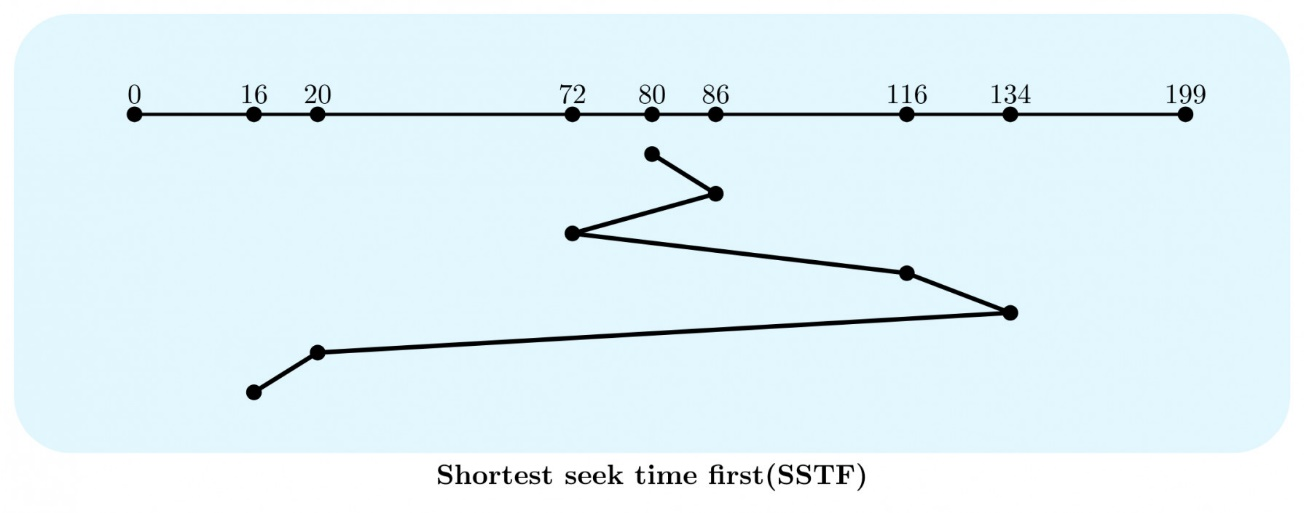 0 16 20 72 80 86 116 134 199
Shortest seek time first(SSTF)